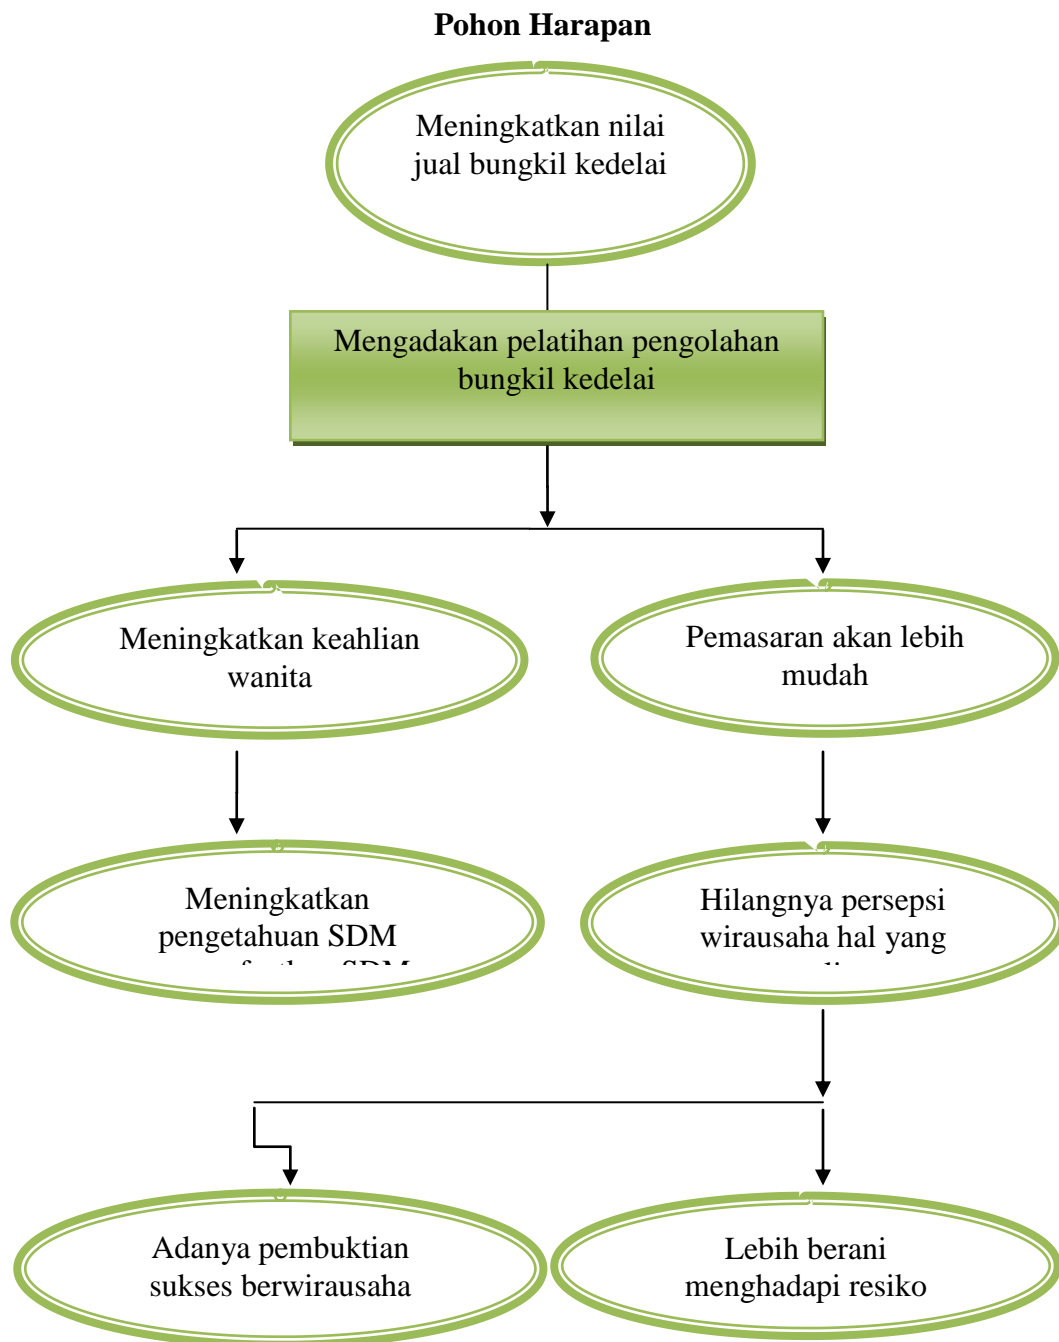 Pohon Harapan
Meningkatkan nilai
jual bungkil kedelai
Mengadakan pelatihan pengolahan
bungkil kedelai
Meningkatkan keahlian
wanita
Pemasaran akan lebih
mudah
Meningkatkan
pengetahuan SDM
SDM
Hilangnya persepsi
wirausaha hal yang
Adanya pembuktian
sukses berwirausaha
Lebih berani
menghadapi resiko